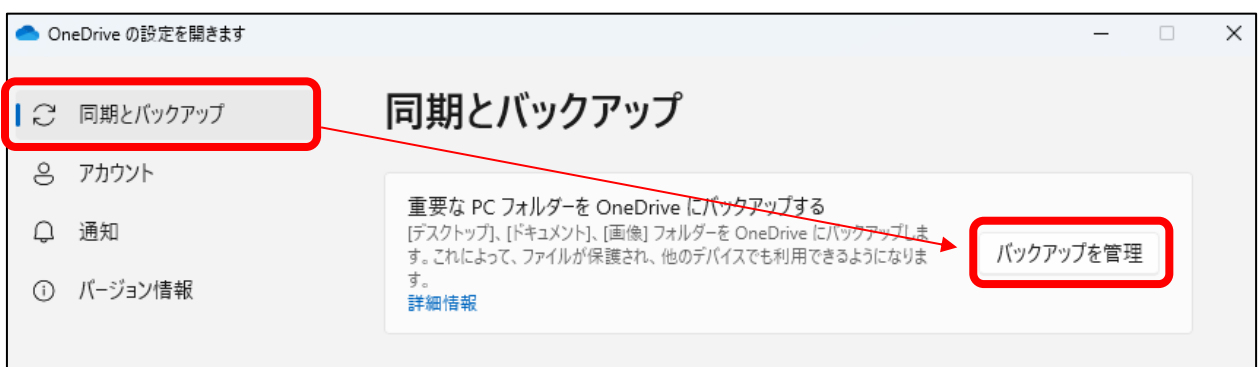 OneDrive の設定を開きます
同期とバックアップ
アカウント
通知
バージョン情報
同期とバックアップ
重要な PC フォルダーを OneDrive にバックアップする
[デスクトップ]、[ドキュメント]、[画像] フォルダーを OneDrive にバックアップしま
す。これによって、ファイルが保護され、他のデバイスでも利用できるようになりま
す。
詳細情報
バックアップを管理